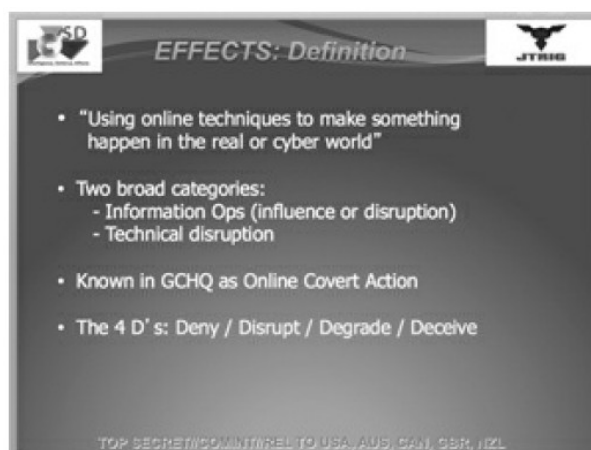 SD
EFFECTS: Definition
JTRIG
• “Using online techniques to make something
happen in the real or cyber world”
• Two broad categories:
- Information Ops (influence or disruption)
- Technical disruption
• Known in GCHQ as Online Covert Action
• The 4 D's: Deny / Disrupt / Degrade / Deceive
TOP SECRET//COMINT//REL TO USA, AUS, CAN, GBR, NZL